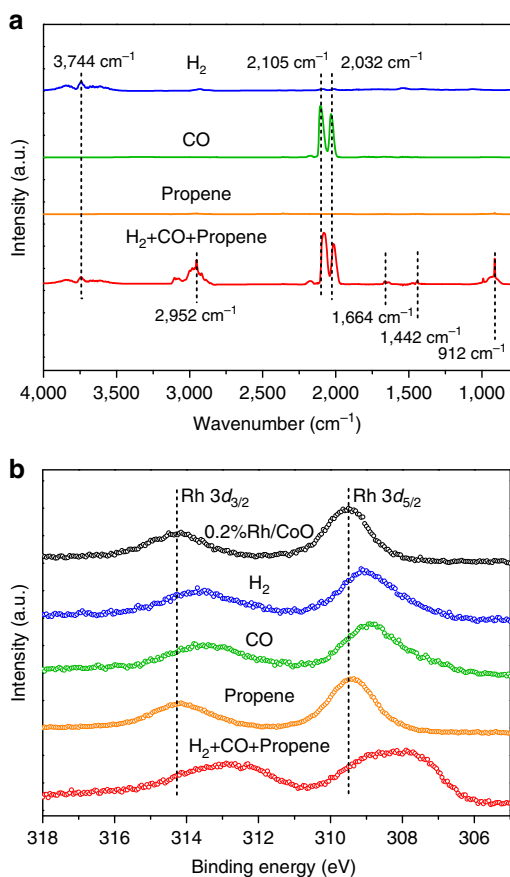 a
3,744 cm⁻¹
H₂
2,105 cm⁻¹
2,032 cm⁻¹
CO
Propene
H₂+CO+Propene
2,952 cm⁻¹
1,664 cm⁻¹
1,442 cm⁻¹
912 cm⁻¹
Intensity (a.u.)
4,000 3,500 3,000 2,500 2,000 1,500 1,000
Wavenumber (cm⁻¹)
b
Rh 3d₃/₂
Rh 3d₅/₂
0.2%Rh/CoO
H₂
CO
Propene
H₂+CO+Propene
Intensity (a.u.)
318 316 314 312 310 308 306
Binding energy (eV)